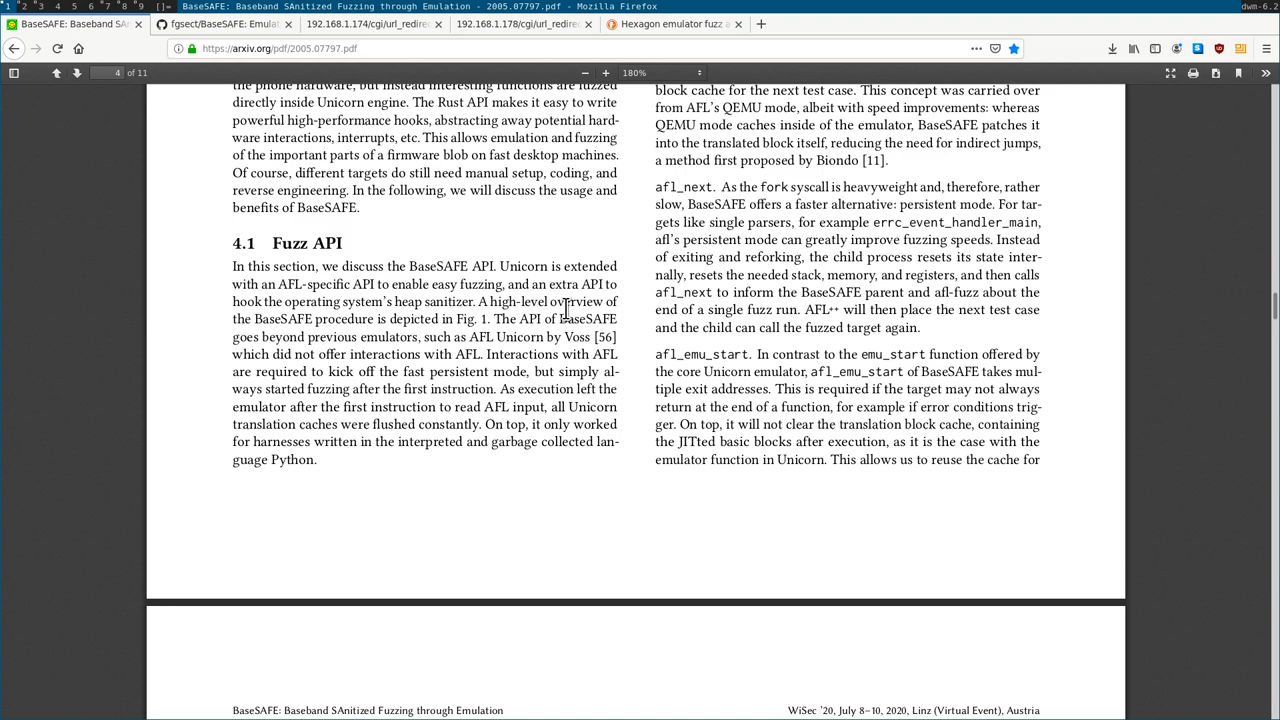 1 2 3 4 5 6 7 8 9 []= BaseSAFE: Baseband SANitized Fuzzing through Emulation - 2005.07797.pdf - Mozilla Firefox dwm-6.2
BaseSAFE: Baseband SAN
fgsect/BaseSAFE: Emulat
192.168.1.174/cgi/url_redirec
192.168.1.178/cgi/url_redirec
Hexagon emulator fuzz a
https://arxiv.org/pdf/2005.07797.pdf
4 of 11
180%
the phone hardware, but instead interesting functions are fuzzed
directly inside Unicorn engine. The Rust API makes it easy to write
powerful high-performance hooks, abstracting away potential hard-
ware interactions, interrupts, etc. This allows emulation and fuzzing
of the important parts of a firmware blob on fast desktop machines.
Of course, different targets do still need manual setup, coding, and
reverse engineering. In the following, we will discuss the usage and
benefits of BaseSAFE.
4.1 Fuzz API
In this section, we discuss the BaseSAFE API. Unicorn is extended
with an AFL-specific API to enable easy fuzzing, and an extra API to
hook the operating system's heap sanitizer. A high-level overview of
the BaseSAFE procedure is depicted in Fig. 1. The API of BaseSAFE
goes beyond previous emulators, such as AFL Unicorn by Voss [56]
which did not offer interactions with AFL. Interactions with AFL
are required to kick off the fast persistent mode, but simply al-
ways started fuzzing after the first instruction. As execution left the
emulator after the first instruction to read AFL input, all Unicorn
translation caches were flushed constantly. On top, it only worked
for harnesses written in the interpreted and garbage collected lan-
guage Python.
block cache for the next test case. This concept was carried over
from AFL's QEMU mode, albeit with speed improvements: whereas
QEMU mode caches inside of the emulator, BaseSAFE patches it
into the translated block itself, reducing the need for indirect jumps,
a method first proposed by Biondo [11].
afl_next. As the fork syscall is heavyweight and, therefore, rather
slow, BaseSAFE offers a faster alternative: persistent mode. For tar-
gets like single parsers, for example errc_event_handler_main,
afl's persistent mode can greatly improve fuzzing speeds. Instead
of exiting and reforking, the child process resets its state inter-
nally, resets the needed stack, memory, and registers, and then calls
afl_next to inform the BaseSAFE parent and afl-fuzz about the
end of a single fuzz run. AFL++ will then place the next test case
and the child can call the fuzzed target again.
afl_emu_start. In contrast to the emu_start function offered by
the core Unicorn emulator, afl_emu_start of BaseSAFE takes mul-
tiple exit addresses. This is required if the target may not always
return at the end of a function, for example if error conditions trig-
ger. On top, it will not clear the translation block cache, containing
the JITted basic blocks after execution, as it is the case with the
emulator function in Unicorn. This allows us to reuse the cache for
BaseSAFE: Baseband SAnitized Fuzzing through Emulation
WiSec '20, July 8–10, 2020, Linz (Virtual Event), Austria